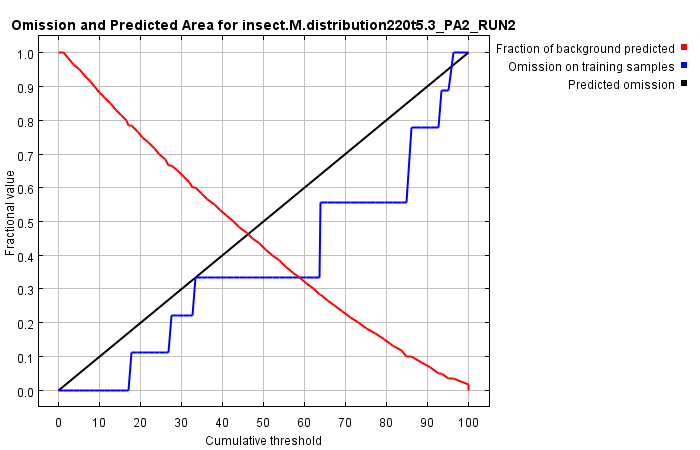 Omission and Predicted Area for insect.M.distribution220t5.3_PA2_RUN2
Fraction of background predicted
Omission on training samples
Predicted omission
Fractional value
1.0
0.9
0.8
0.7
0.6
0.5
0.4
0.3
0.2
0.1
0.0
0 10 20 30 40 50 60 70 80 90 100
Cumulative threshold